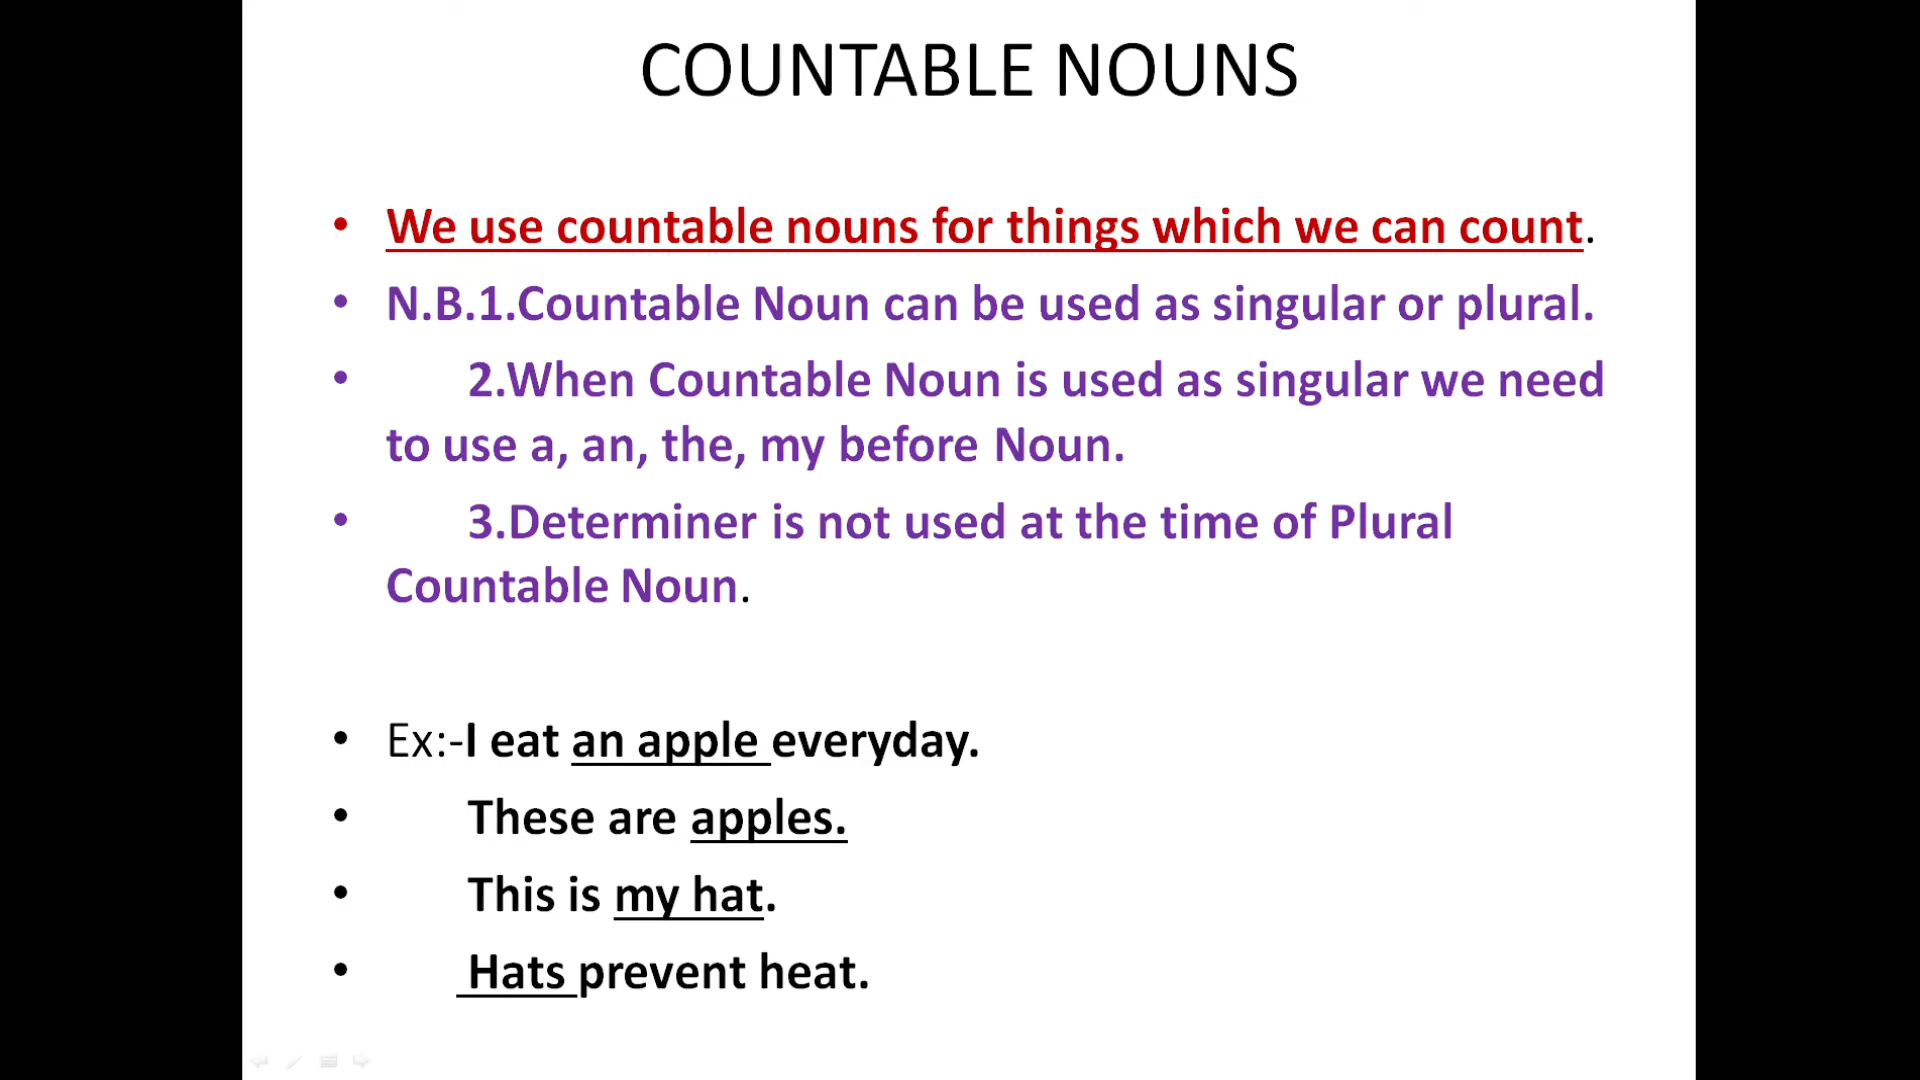 COUNTABLE NOUNS
• We use countable nouns for things which we can count.
• N.B.1.Countable Noun can be used as singular or plural.
• 2.When Countable Noun is used as singular we need
to use a, an, the, my before Noun.
• 3.Determiner is not used at the time of Plural
Countable Noun.
• Ex:-I eat an apple everyday.
• These are apples.
• This is my hat.
• Hats prevent heat.